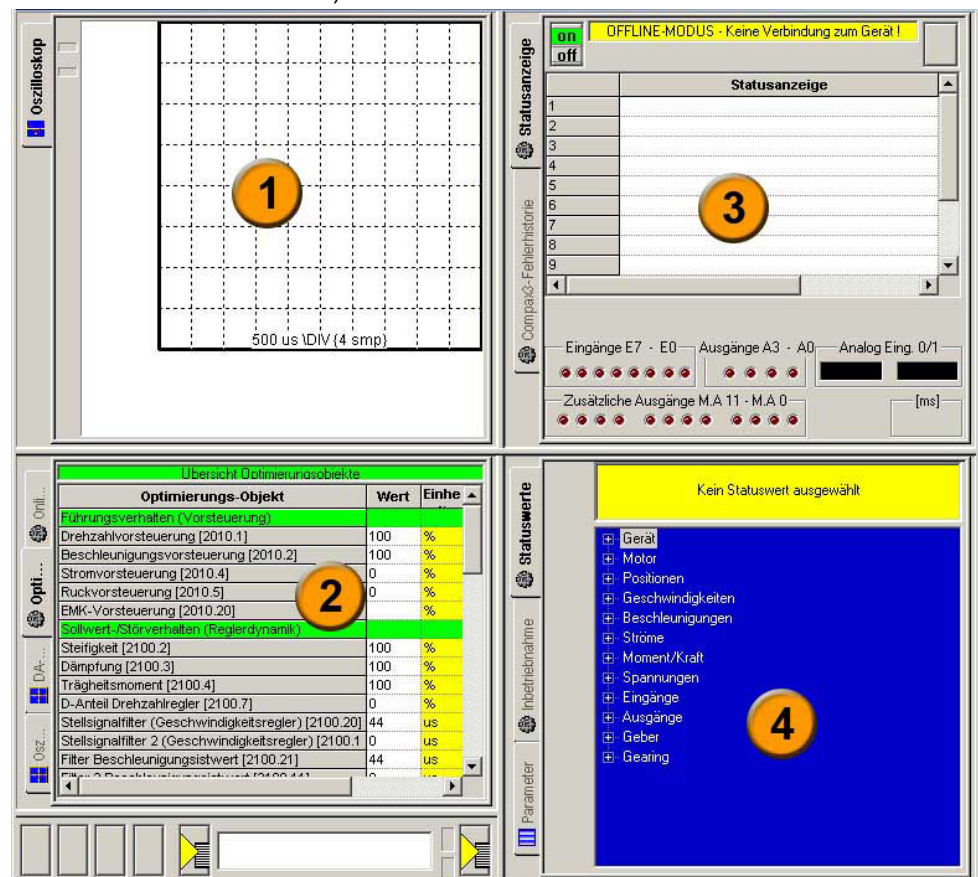 Oszilloskop
1
500 us \DIV {4 smp}
Statusanzeige
Compax3-Fehlerhistorie
on
off
OFFLINE-MODUS - Keine Verbindung zum Gerät !
Statusanzeige
1
2
3
4
5
6
7
8
9
3
Eingänge E7 - E0
Ausgänge A3 - A0
Analog Eing. 0/1
Zusätzliche Ausgänge M.A 11 - M.A 0
[ms]
Onli...
Opti...
DA-...
Osz...
Übersicht Optimierungsobjekte
Optimierungs-Objekt Wert Einhe
Führungsverhalten (Vorsteuerung)
Drehzahlvorsteuerung [2010.1] 100 %
Beschleunigungsvorsteuerung [2010.2] 100 %
Stromvorsteuerung [2010.4] 0 %
Ruckvorsteuerung [2010.5] 0 %
EMK-Vorsteuerung [2010.20] %
2
Sollwert-/Störverhalten (Reglerdynamik)
Steifigkeit [2100.2] 100 %
Dämpfung [2100.3] 100 %
Trägheitsmoment [2100.4] 100 %
D-Anteil Drehzahlregler [2100.7] 0 %
Stellsignalfilter (Geschwindigkeitsregler) [2100.20] 44 us
Stellsignalfilter 2 (Geschwindigkeitsregler) [2100.1 0 us
Filter Beschleunigungsistwert [2100.21] 44 us
Statuswerte
Inbetriebnahme
Parameter
Kein Statuswert ausgewählt
Gerät
Motor
Positionen
Geschwindigkeiten
Beschleunigungen
Ströme
Moment/Kraft
Spannungen
Eingänge
Ausgänge
Geber
Gearing
4